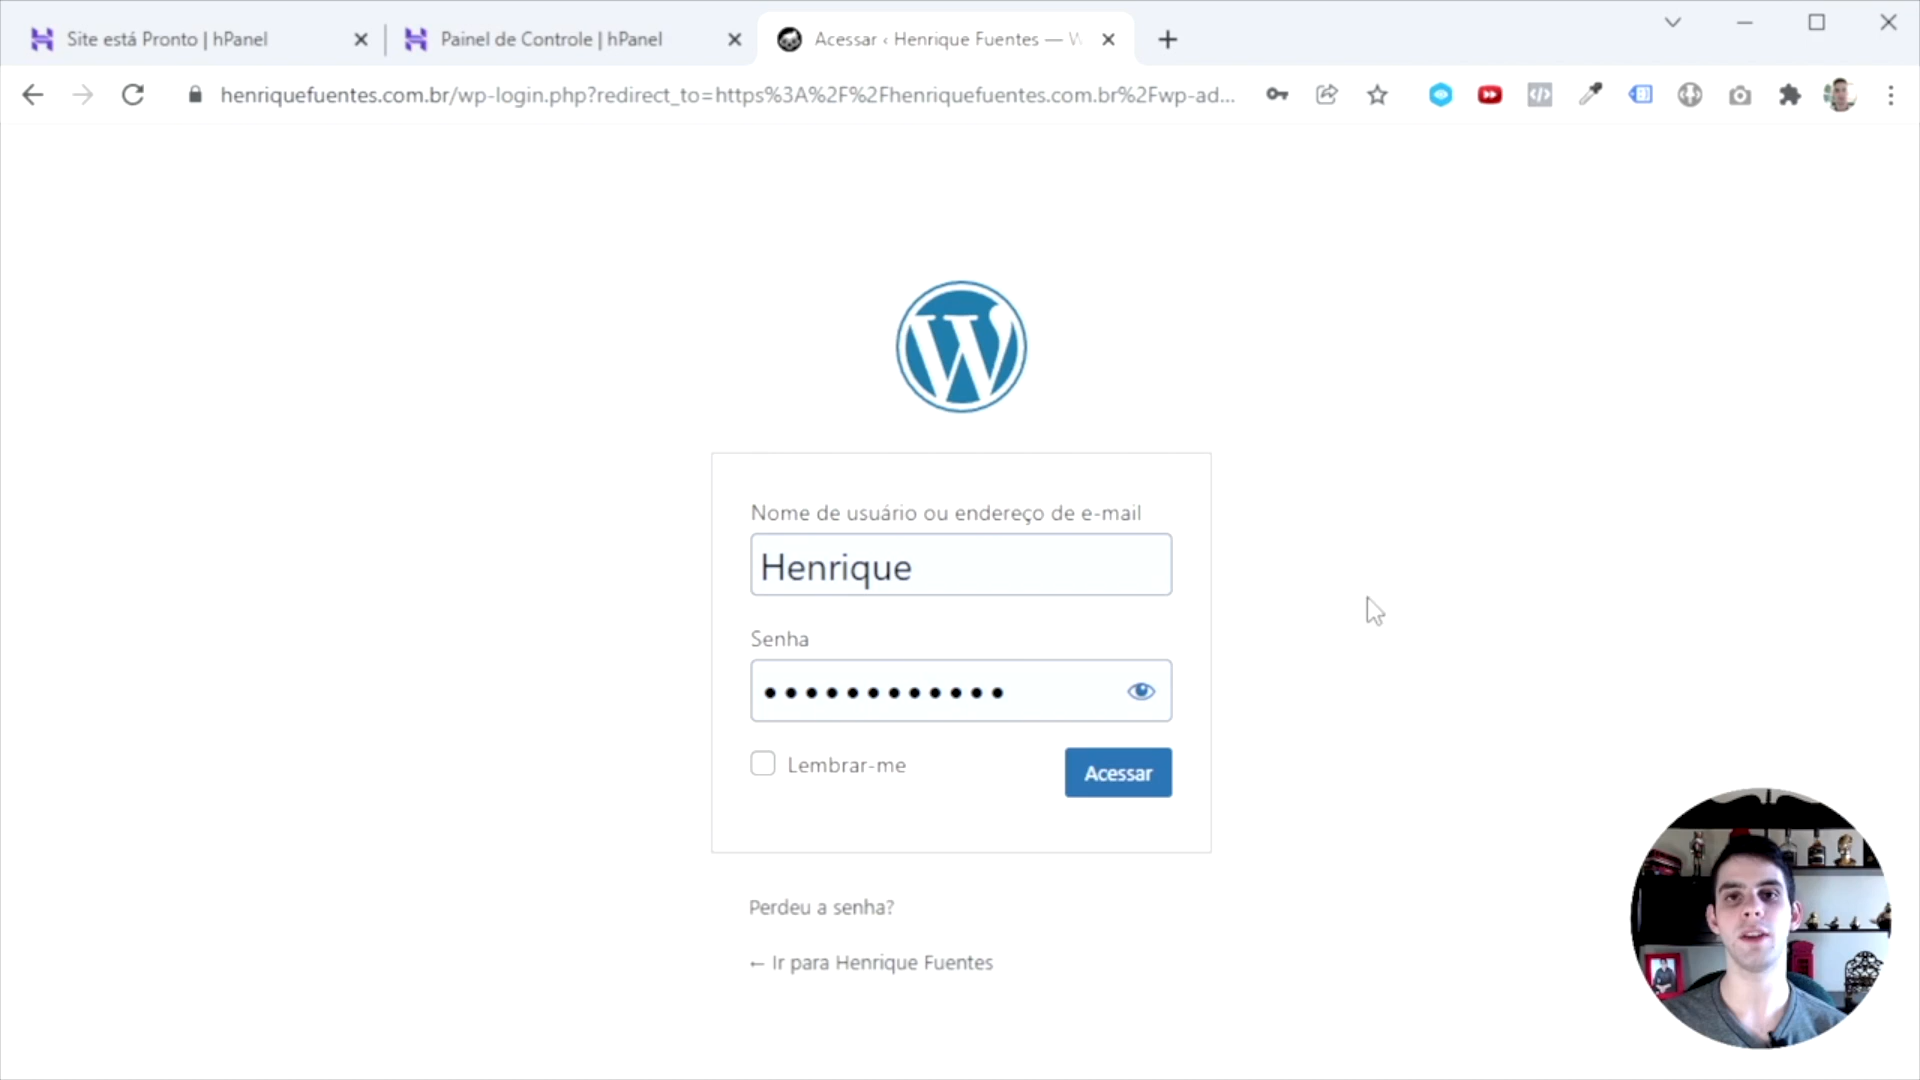 Site está Pronto | hPanel
Painel de Controle | hPanel
Acessar ‹ Henrique Fuentes —
henriquefuentes.com.br/wp-login.php?redirect_to=https%3A%2F%2Fhenriquefuentes.com.br%2Fwp-ad...
Nome de usuário ou endereço de e-mail
Henrique
Senha
Lembrar-me
Acessar
Perdeu a senha?
← Ir para Henrique Fuentes